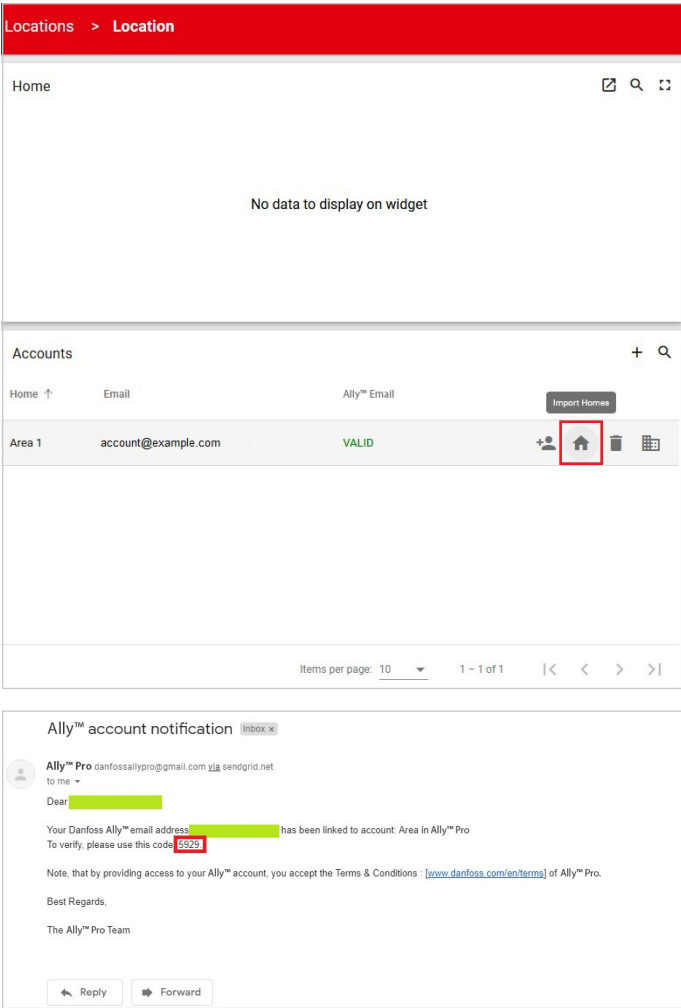 Locations > Location
Home
No data to display on widget
Accounts
Home ↑ Email Ally™ Email
Import Homes
Area 1 account@example.com VALID
Items per page: 10 1 – 1 of 1
Ally™ account notification Inbox x
Ally™ Pro danfossallypro@gmail.com via sendgrid.net
to me
Dear
Your Danfoss Ally™ email address has been linked to account: Area in Ally™ Pro
To verify, please use this code 5929.
Note, that by providing access to your Ally™ account, you accept the Terms & Conditions : [www.danfoss.com/en/terms] of Ally™ Pro.
Best Regards,
The Ally™ Pro Team
Reply Forward